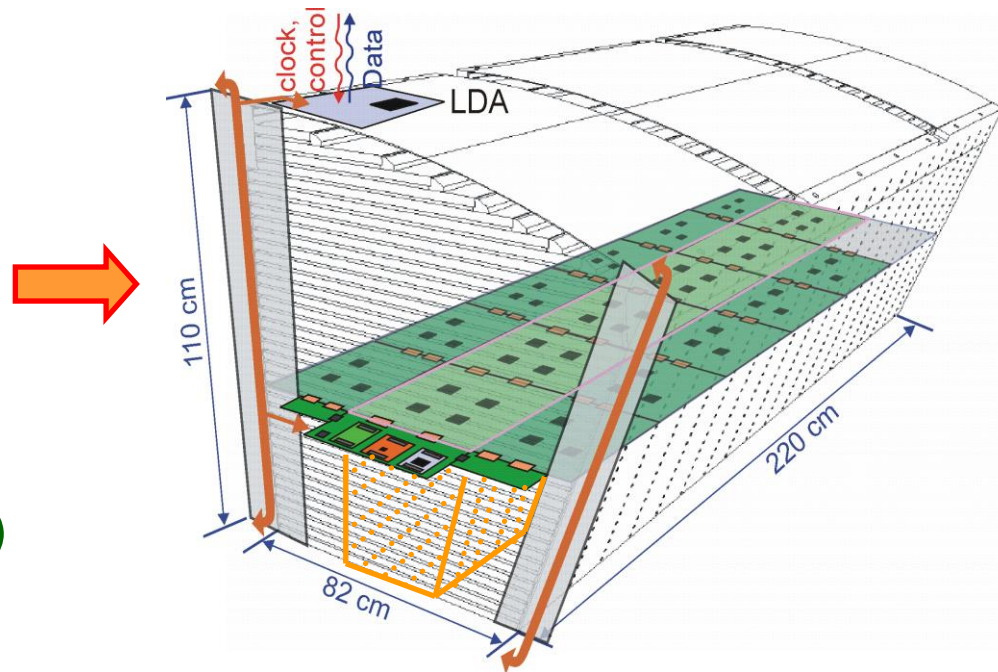 clock,
control
Data
LDA
110 cm
82 cm
220 cm
)